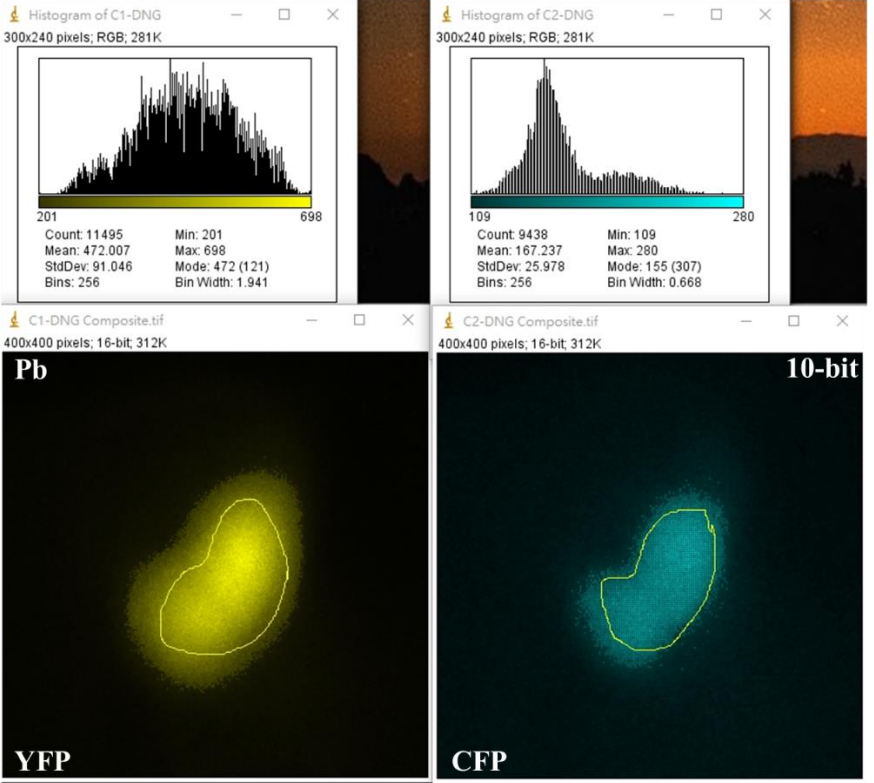 Histogram of C1-DNG
300x240 pixels; RGB; 281K
201
698
Count: 11495 Min: 201
Mean: 472.007 Max: 698
StdDev: 91.046 Mode: 472 (121)
Bins: 256 Bin Width: 1.941
Histogram of C2-DNG
300x240 pixels; RGB; 281K
109
280
Count: 9438 Min: 109
Mean: 167.237 Max: 280
StdDev: 25.978 Mode: 155 (307)
Bins: 256 Bin Width: 0.668
C1-DNG Composite.tif
400x400 pixels; 16-bit; 312K
Pb
YFP
C2-DNG Composite.tif
400x400 pixels; 16-bit; 312K
10-bit
CFP